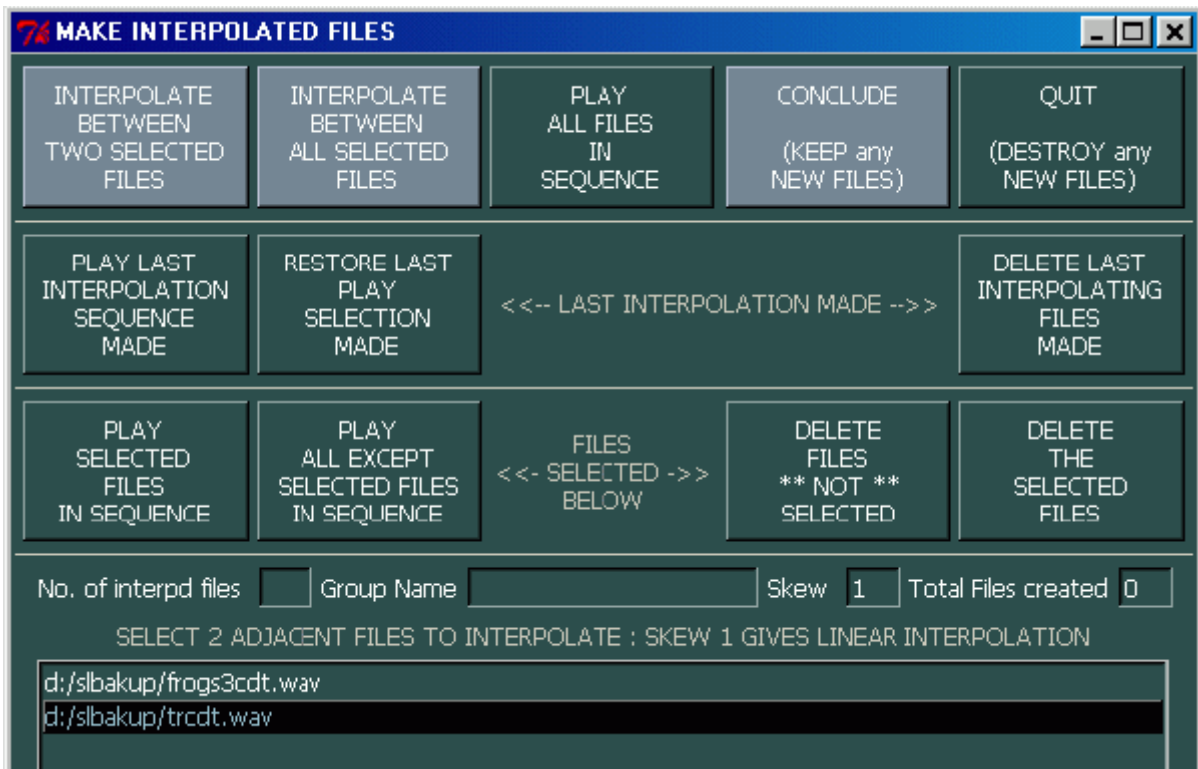 MAKE INTERPOLATED FILES
INTERPOLATE
BETWEEN
TWO SELECTED
FILES
INTERPOLATE
BETWEEN
ALL SELECTED
FILES
PLAY
ALL FILES
IN
SEQUENCE
CONCLUDE
(KEEP any
NEW FILES)
QUIT
(DESTROY any
NEW FILES)
PLAY LAST
INTERPOLATION
SEQUENCE
MADE
RESTORE LAST
PLAY
SELECTION
MADE
<<-- LAST INTERPOLATION MADE -->>
DELETE LAST
INTERPOLATING
FILES
MADE
PLAY
SELECTED
FILES
IN SEQUENCE
PLAY
ALL EXCEPT
SELECTED FILES
IN SEQUENCE
FILES
<<- SELECTED ->>
BELOW
DELETE
FILES
** NOT **
SELECTED
DELETE
THE
SELECTED
FILES
No. of interpd files Group Name Skew 1 Total Files created 0
SELECT 2 ADJACENT FILES TO INTERPOLATE : SKEW 1 GIVES LINEAR INTERPOLATION
d:/slbakup/frogs3cdt.wav
d:/slbakup/trcdt.wav